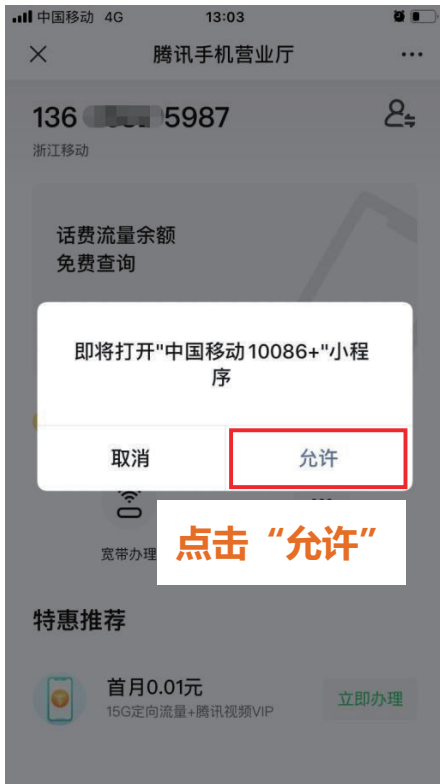 中国移动 4G 13:03
腾讯手机营业厅
136 5987
浙江移动
话费流量余额
免费查询
即将打开"中国移动10086+"小程
序
取消 允许
宽带办理
点击“允许”
特惠推荐
首月0.01元
15G定向流量+腾讯视频VIP
立即办理